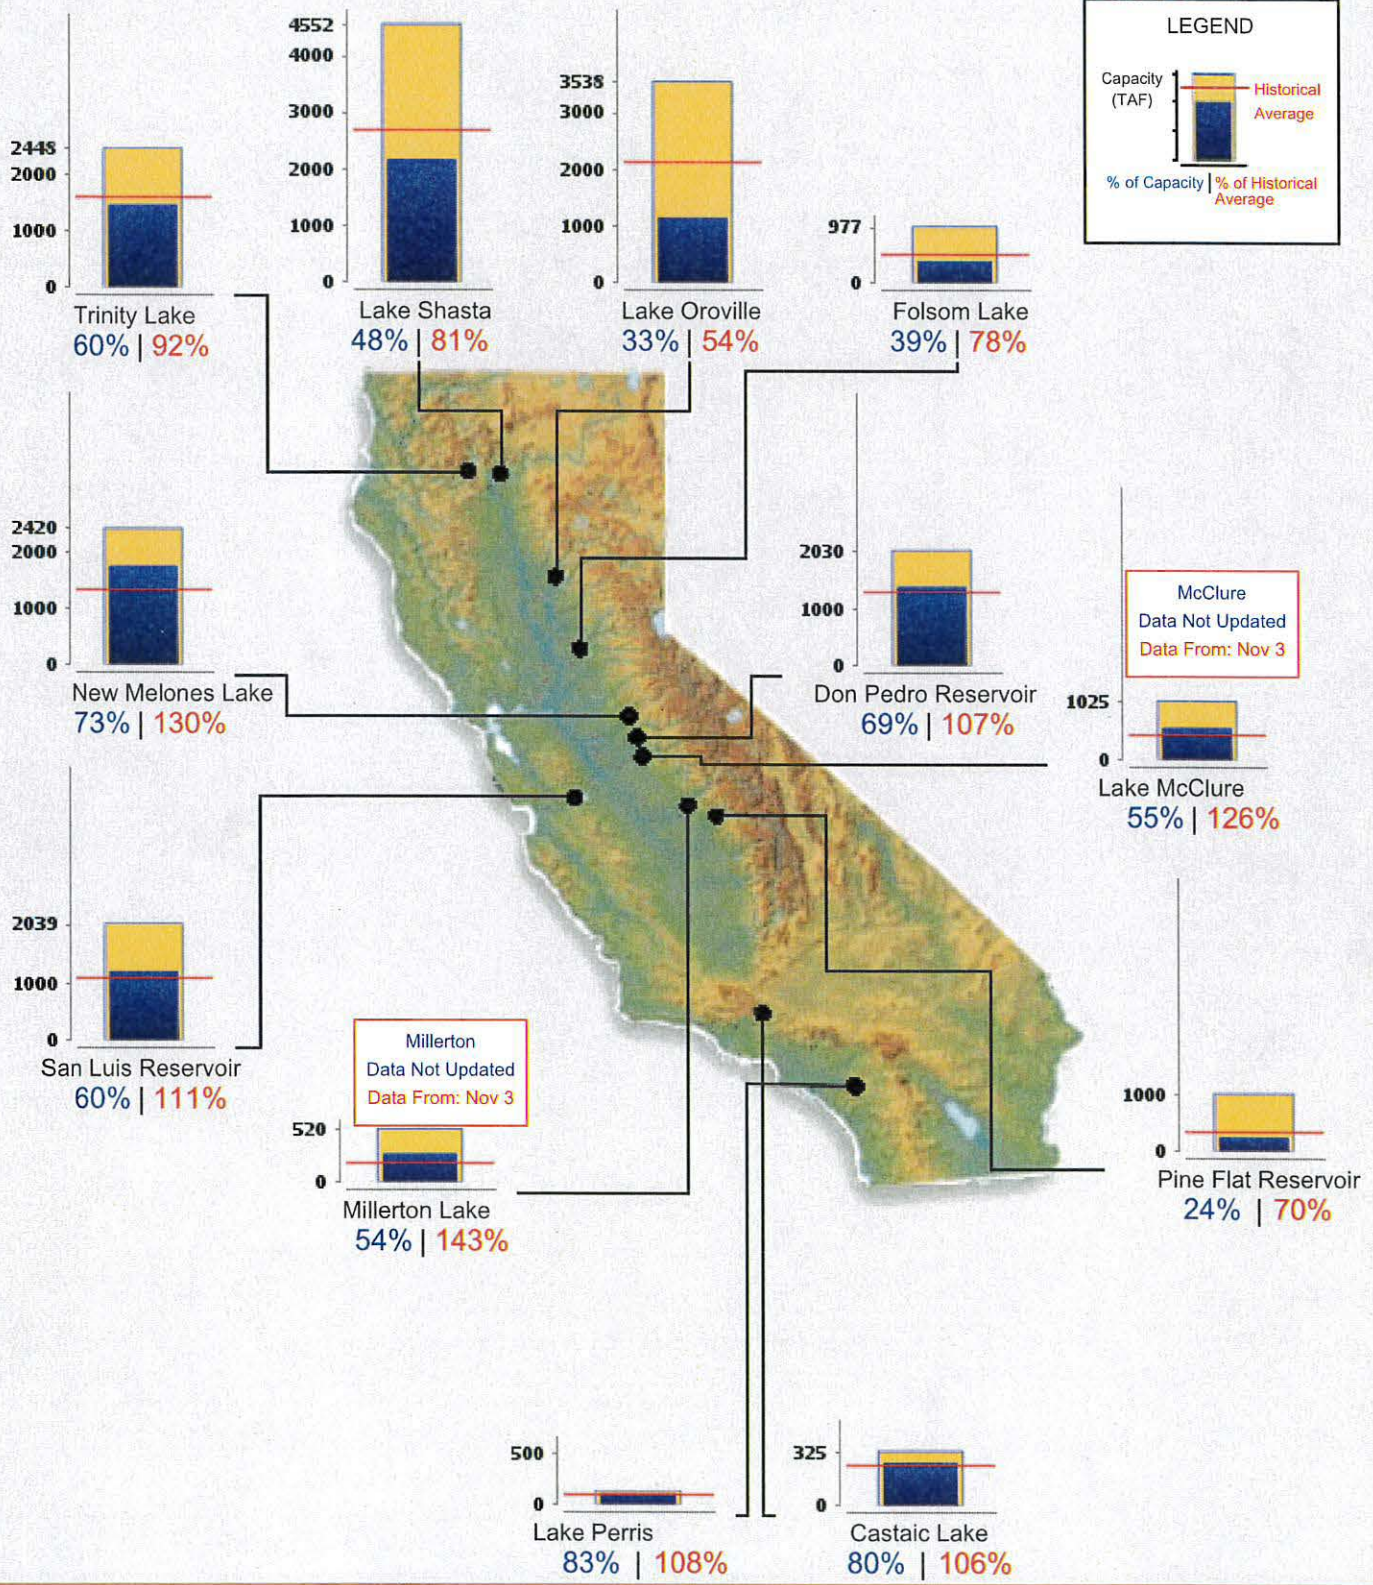 LEGEND
Capacity
(TAF)
Historical
Average
% of Capacity | % of Historical
Average
2448
2000
1000
0
Trinity Lake
60% | 92%
4552
4000
3000
2000
1000
0
Lake Shasta
48% | 81%
3538
3000
2000
1000
0
Lake Oroville
33% | 54%
977
0
Folsom Lake
39% | 78%
2420
2000
1000
0
New Melones Lake
73% | 130%
2030
1000
0
Don Pedro Reservoir
69% | 107%
McClure
Data Not Updated
Data From: Nov 3
1025
0
Lake McClure
55% | 126%
2039
1000
0
San Luis Reservoir
60% | 111%
Millerton
Data Not Updated
Data From: Nov 3
520
0
Millerton Lake
54% | 143%
1000
0
Pine Flat Reservoir
24% | 70%
500
0
Lake Perris
83% | 108%
325
0
Castaic Lake
80% | 106%